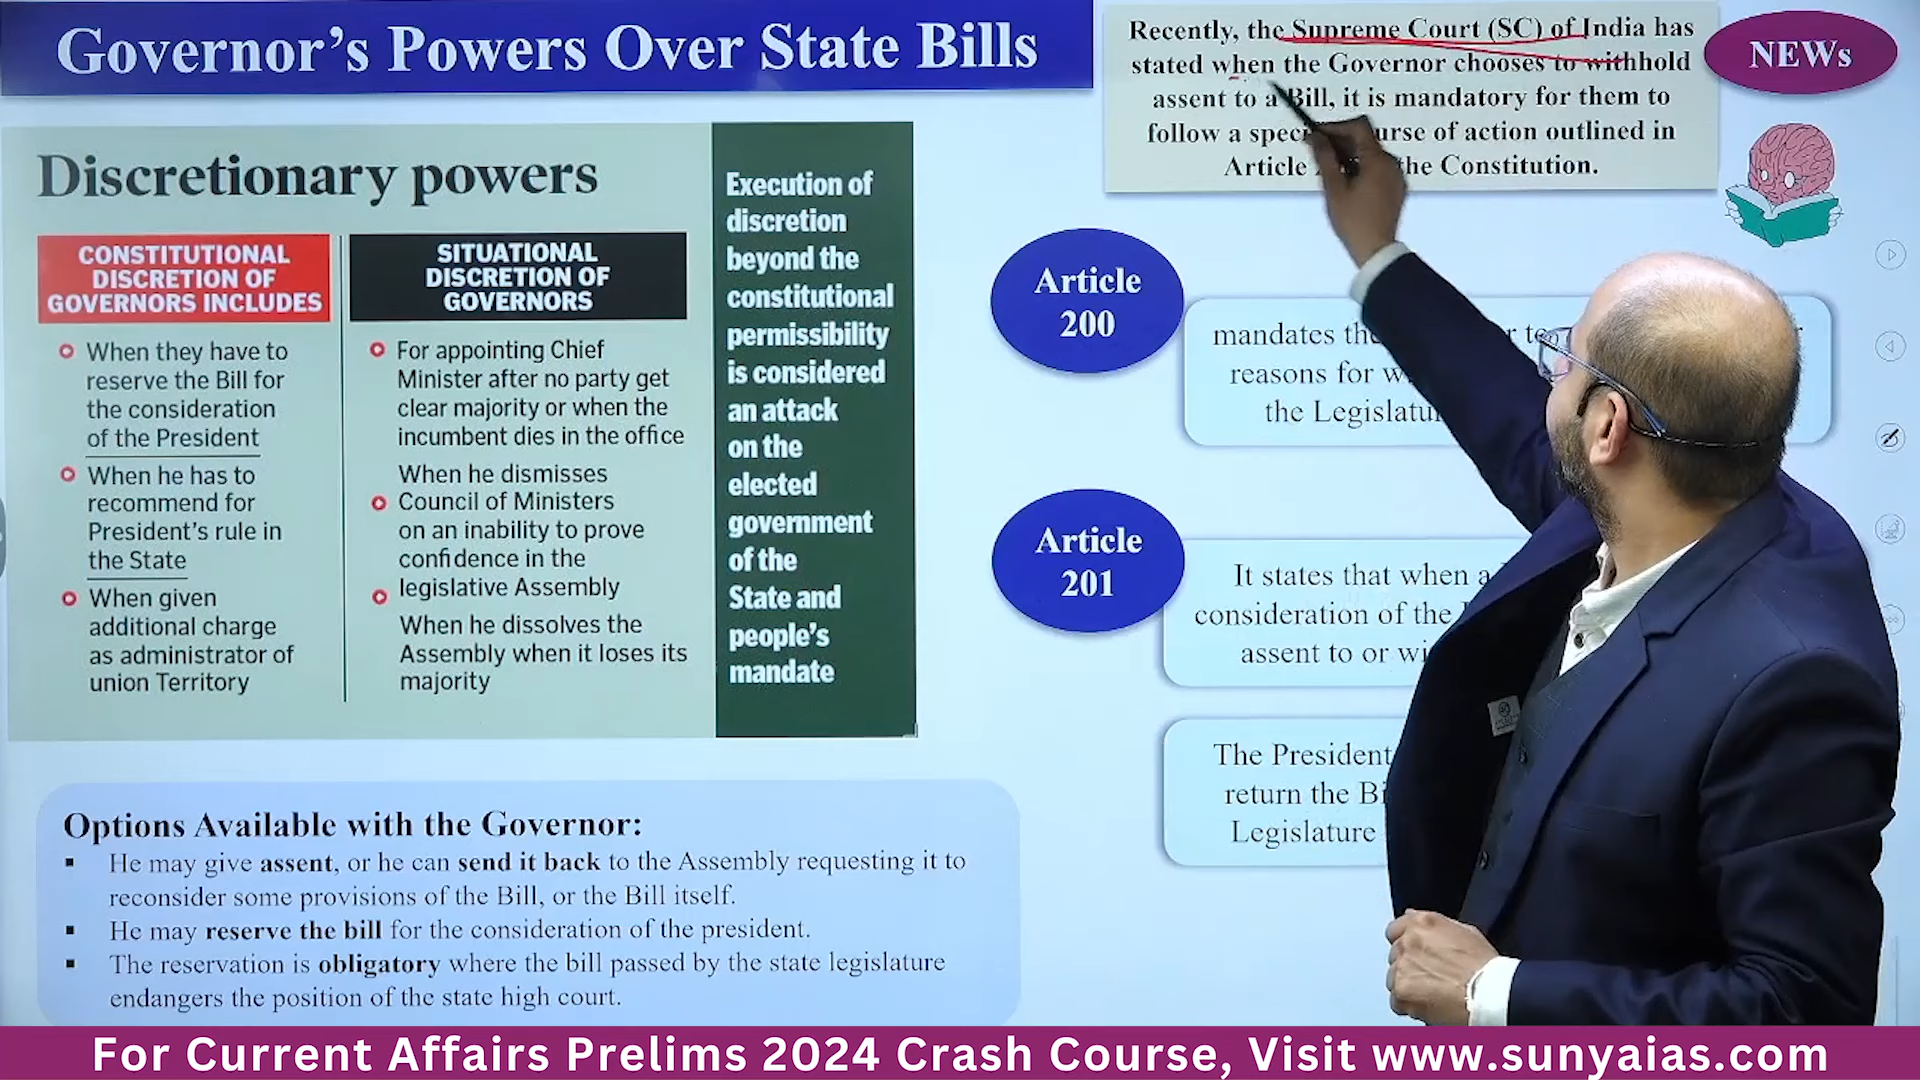 Governor's Powers Over State Bills
Recently, the Supreme Court (SC) of India has
stated when the Governor chooses to withhold
assent to a Bill, it is mandatory for them to
follow a of action outlined in
Article the Constitution.
NEWs
Discretionary powers
CONSTITUTIONAL
DISCRETION OF
GOVERNORS INCLUDES
When they have to
reserve the Bill for
the consideration
of the President
When he has to
recommend for
President's rule in
the State
When given
additional charge
as administrator of
union Territory
SITUATIONAL
DISCRETION OF
GOVERNORS
For appointing Chief
Minister after no party get
clear majority or when the
incumbent dies in the office
When he dismisses
Council of Ministers
on an inability to prove
confidence in the
legislative Assembly
When he dissolves the
Assembly when it loses its
majority
Execution of
discretion
beyond the
constitutional
permissibility
is considered
an attack
on the
elected
government
of the
State and
people's
mandate
Article
200
mandates
reasons for
the
Article
201
It states that when a
consideration of the
assent to or
The President
return the
Legislature
Options Available with the Governor:
▪ He may give assent, or he can send it back to the Assembly requesting it to
reconsider some provisions of the Bill, or the Bill itself.
▪ He may reserve the bill for the consideration of the president.
▪ The reservation is obligatory where the bill passed by the state legislature
endangers the position of the state high court.
For Current Affairs Prelims 2024 Crash Course, Visit www.sunyaias.com